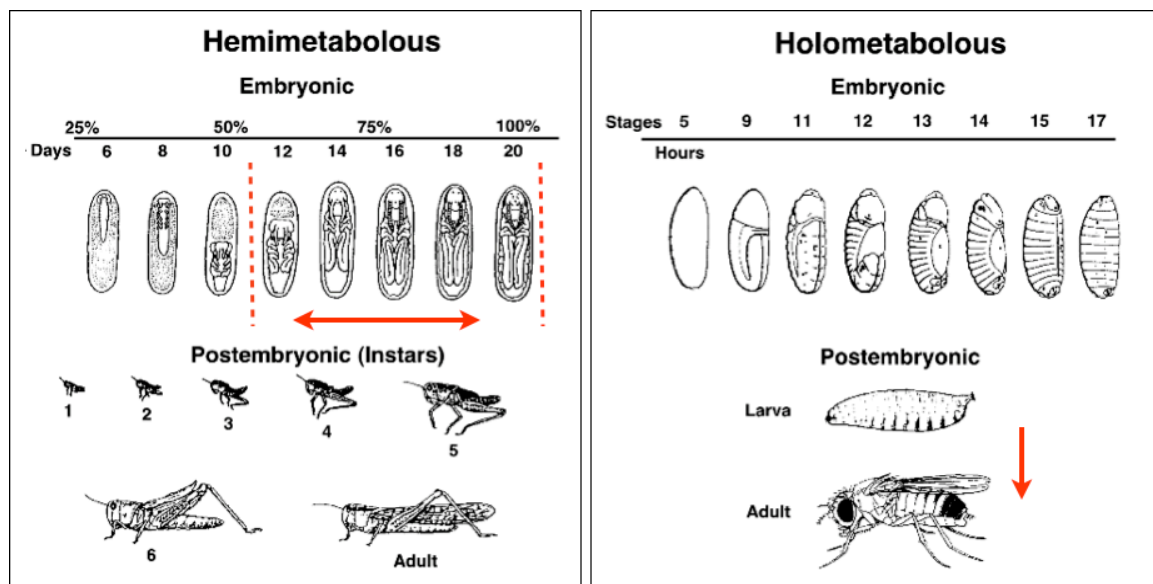 Hemimetabolous
Embryonic
25% 50% 75% 100%
Days 6 8 10 12 14 16 18 20
Postembryonic (Instars)
1 2 3 4 5
6 Adult
Holometabolous
Embryonic
Stages 5 9 11 12 13 14 15 17
Hours
Postembryonic
Larva
Adult